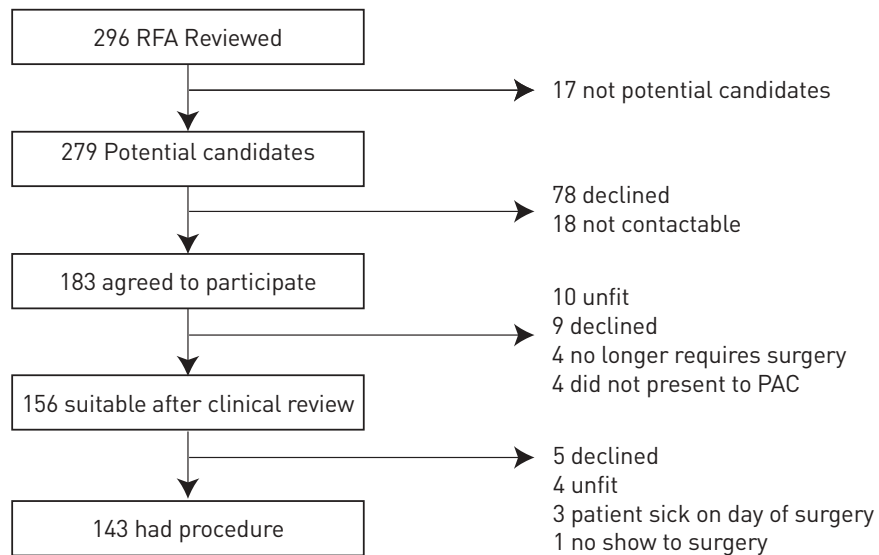 296 RFA Reviewed
17 not potential candidates
279 Potential candidates
78 declined
18 not contactable
183 agreed to participate
10 unfit
9 declined
4 no longer requires surgery
4 did not present to PAC
156 suitable after clinical review
5 declined
4 unfit
3 patient sick on day of surgery
1 no show to surgery
143 had procedure